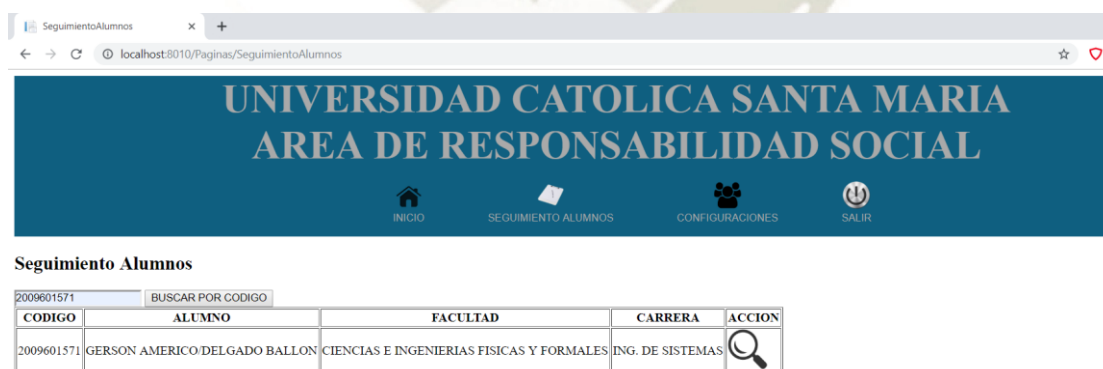 SeguimientoAlumnos
localhost:8010/Paginas/SeguimientoAlumnos
UNIVERSIDAD CATOLICA SANTA MARIA
AREA DE RESPONSABILIDAD SOCIAL
INICIO SEGUIMIENTO ALUMNOS CONFIGURACIONES SALIR
Seguimiento Alumnos
2009601571 BUSCAR POR CODIGO
CODIGO ALUMNO FACULTAD CARRERA ACCION
2009601571 GERSON AMERICO/DELGADO BALLON CIENCIAS E INGENIERIAS FISICAS Y FORMALES ING. DE SISTEMAS